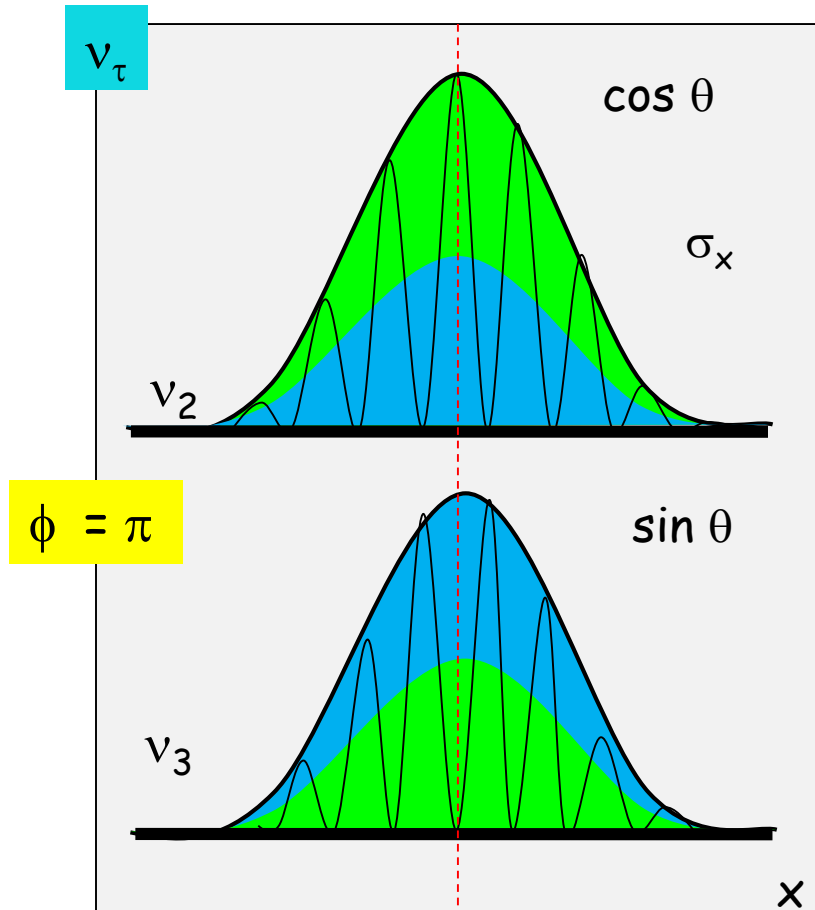 ντ
cos θ
σx
ν2
ϕ = π
sin θ
ν3
x